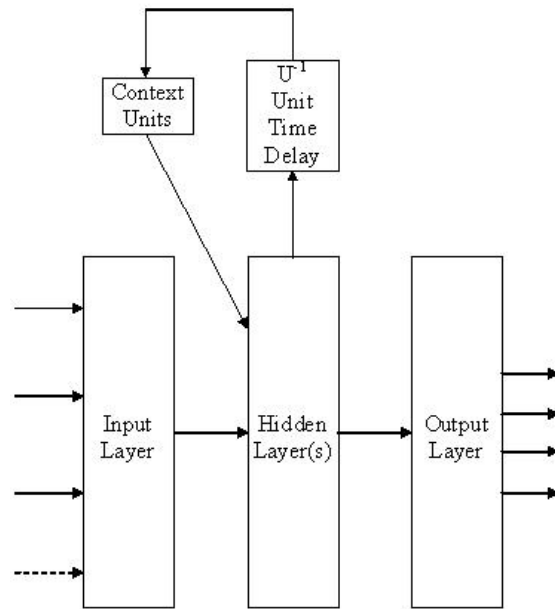 U⁻¹
Unit
Time
Delay
Context
Units
Input
Layer
Hidden
Layer(s)
Output
Layer